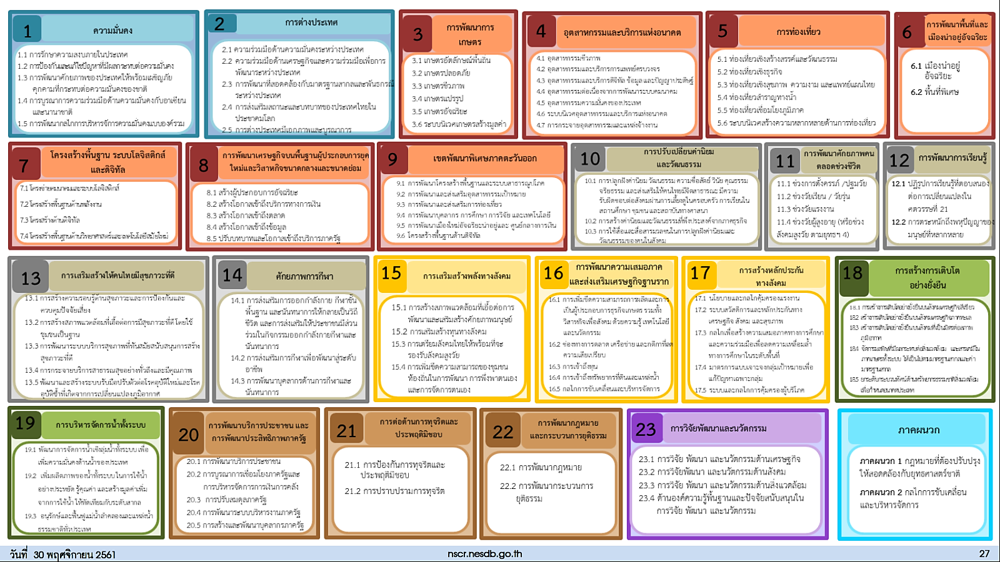 1
ความมั่นคง
1.1 การรักษาความสงบภายในประเทศ
1.2 การป้องกันและแก้ไขปัญหาที่มีผลกระทบต่อความมั่นคง
1.3 การพัฒนาศักยภาพของประเทศให้พร้อมเผชิญภัย
คุกคามที่กระทบต่อความมั่นคงของชาติ
1.4 การบูรณาการความร่วมมือด้านความมั่นคงกับอาเซียน
และนานาชาติ
1.5 การพัฒนากลไกการบริหารจัดการความมั่นคงแบบองค์รวม
2
การต่างประเทศ
2.1 ความร่วมมือด้านความมั่นคงระหว่างประเทศ
2.2 ความร่วมมือด้านเศรษฐกิจและความร่วมมือเพื่อการ
พัฒนาระหว่างประเทศ
2.3 การพัฒนาที่สอดคล้องกับมาตรฐานสากลและพันธกรณี
ระหว่างประเทศ
2.4 การส่งเสริมสถานะและบทบาทของประเทศไทยใน
ประชาคมโลก
2.5 การต่างประเทศมีเอกภาพและบูรณาการ
3
การพัฒนาการ
เกษตร
3.1 เกษตรอัตลักษณ์พื้นถิ่น
3.2 เกษตรปลอดภัย
3.3 เกษตรชีวภาพ
3.4 เกษตรแปรรูป
3.5 เกษตรอัจฉริยะ
3.6 ระบบนิเวศเกษตรสร้างมูลค่า
4
อุตสาหกรรมและบริการแห่งอนาคต
4.1 อุตสาหกรรมชีวภาพ
4.2 อุตสาหกรรมและบริการการแพทย์ครบวงจร
4.3 อุตสาหกรรมและบริการดิจิทัล ข้อมูล และปัญญาประดิษฐ์
4.4 อุตสาหกรรมต่อเนื่องจากการพัฒนาระบบคมนาคม
4.5 อุตสาหกรรมความมั่นคงของประเทศ
4.6 ระบบนิเวศอุตสาหกรรมและบริการแห่งอนาคต
4.7 การกระจายอุตสาหกรรมและแหล่งจ้างงาน
5
การท่องเที่ยว
5.1 ท่องเที่ยวเชิงสร้างสรรค์และวัฒนธรรม
5.2 ท่องเที่ยวเชิงธุรกิจ
5.3 ท่องเที่ยวเชิงสุขภาพ ความงาม และแพทย์แผนไทย
5.4 ท่องเที่ยวสำราญทางน้ำ
5.5 ท่องเที่ยวเชื่อมโยงภูมิภาค
5.6 ระบบนิเวศสร้างความหลากหลายด้านการท่องเที่ยว
6
การพัฒนาพื้นที่และ
เมืองน่าอยู่อัจฉริยะ
6.1 เมืองน่าอยู่
อัจฉริยะ
6.2 พื้นที่พิเศษ
7
โครงสร้างพื้นฐาน ระบบโลจิสติกส์
และดิจิทัล
7.1 โครงข่ายคมนาคมและระบบโลจิสติกส์
7.2 โครงสร้างพื้นฐานด้านพลังงาน
7.3 โครงสร้างด้านดิจิทัล
7.4 โครงสร้างพื้นฐานด้านวิทยาศาสตร์และเทคโนโลยีสมัยใหม่
8
การพัฒนาเศรษฐกิจบนพื้นฐานผู้ประกอบการยุค
ใหม่และวิสาหกิจขนาดกลางและขนาดย่อม
8.1 สร้างผู้ประกอบการอัจฉริยะ
8.2 สร้างโอกาสเข้าถึงบริการทางการเงิน
8.3 สร้างโอกาสเข้าถึงตลาด
8.4 สร้างโอกาสเข้าถึงข้อมูล
8.5 ปรับบทบาทและโอกาสเข้าถึงบริการภาครัฐ
9
เขตพัฒนาพิเศษภาคตะวันออก
9.1 การพัฒนาโครงสร้างพื้นฐานและระบบสาธารณูปโภค
9.2 การพัฒนาและส่งเสริมอุตสาหกรรมเป้าหมาย
9.3 การพัฒนาและส่งเสริมการท่องเที่ยว
9.4 การพัฒนาบุคลากร การศึกษา การวิจัย และเทคโนโลยี
9.5 การพัฒนาเมืองใหม่อัจฉริยะน่าอยู่และ ศูนย์กลางการเงิน
9.6 โครงสร้างพื้นฐานด้านดิจิทัล
10
การปรับเปลี่ยนค่านิยม
และวัฒนธรรม
10.1 การปลูกฝังค่านิยม วัฒนธรรม ความซื่อสัตย์ วินัย คุณธรรม
จริยธรรม และส่งเสริมให้คนไทยมีจิตสาธารณะ มีความ
รับผิดชอบต่อสังคมผ่านการเลี้ยงดูในครอบครัว การเรียนใน
สถานศึกษา ชุมชน และสถาบันทางศาสนา
10.2 การสร้างค่านิยมและวัฒนธรรมที่พึงประสงค์จากภาคธุรกิจ
10.3 การใช้สื่อและสื่อสารมวลชนในการปลูกฝังค่านิยมและ
วัฒนธรรมของคนในสังคม
11
การพัฒนาศักยภาพคน
ตลอดช่วงชีวิต
11.1 ช่วงการตั้งครรภ์ /ปฐมวัย
11.2 ช่วงวัยเรียน / วัยรุ่น
11.3 ช่วงวัยแรงงาน
11.4 ช่วงวัยผู้สูงอายุ (หรือช่วง
สังคมสูงวัย ตามยุทธฯ 4)
12
การพัฒนาการเรียนรู้
12.1 ปฏิรูปการเรียนรู้ที่ตอบสนอง
ต่อการเปลี่ยนแปลงใน
ศตวรรษที่ 21
12.2 การตระหนักถึงพหุปัญญาของ
มนุษย์ที่หลากหลาย
13
การเสริมสร้างให้คนไทยมีสุขภาวะที่ดี
13.1 การสร้างความรอบรู้ด้านสุขภาวะและการป้องกันและ
ควบคุมปัจจัยเสี่ยง
13.2 การสร้างสภาพแวดล้อมที่เอื้อต่อการมีสุขภาวะที่ดี โดยใช้
ชุมชนเป็นฐาน
13.3 การพัฒนาระบบบริการสุขภาพที่ทันสมัยสนับสนุนการสร้าง
สุขภาวะที่ดี
13.4 การกระจายบริการสาธารณสุขอย่างทั่วถึงและมีคุณภาพ
13.5 พัฒนาและสร้างระบบรับมือปรับตัวต่อโรคอุบัติใหม่และโรค
อุบัติซ้ำที่เกิดจากการเปลี่ยนแปลงภูมิอากาศ
14
ศักยภาพการกีฬา
14.1 การส่งเสริมการออกกำลังกาย กีฬาขั้น
พื้นฐาน และนันทนาการให้กลายเป็นวิถี
ชีวิต และการส่งเสริมให้ประชาชนมีส่วน
ร่วมในกิจกรรมออกกำลังกายกีฬาและ
นันทนาการ
14.2 การส่งเสริมการกีฬาเพื่อพัฒนาสู่ระดับ
อาชีพ
14.3 การพัฒนาบุคลากรด้านการกีฬาและ
นันทนาการ
15
การเสริมสร้างพลังทางสังคม
15.1 การสร้างสภาพแวดล้อมที่เอื้อต่อการ
พัฒนาและเสริมสร้างศักยภาพมนุษย์
15.2 การเสริมสร้างทุนทางสังคม
15.3 การเตรียมสังคมไทยให้พร้อมที่จะ
รองรับสังคมสูงวัย
15.4 การเพิ่มขีดความสามารถของชุมชน
ท้องถิ่นในการพัฒนา การพึ่งพาตนเอง
และการจัดการตนเอง
16
การพัฒนาความเสมอภาค
และส่งเสริมเศรษฐกิจฐานราก
16.1 การเพิ่มขีดความสามารถการผลิตและการ
เป็นผู้ประกอบการธุรกิจเกษตร รวมทั้ง
วิสาหกิจเพื่อสังคม ด้วยความรู้ เทคโนโลยี
และนวัตกรรม
16.2 ช่องทางการตลาด เครือข่าย และกติกาที่ลด
ความเสียเปรียบ
16.3 การเข้าถึงทุน
16.4 การเข้าถึงทรัพยากรที่ดินและแหล่งน้ำ
16.5 กลไกการขับเคลื่อนและบริหารจัดการ
17
การสร้างหลักประกัน
ทางสังคม
17.1 นโยบายและกลไกคุ้มครองแรงงาน
17.2 ระบบสวัสดิการและหลักประกันทาง
เศรษฐกิจ สังคม และสุขภาพ
17.3 กลไกเพื่อสร้างความเสมอภาคทางการศึกษา
และความร่วมมือเพื่อลดความเหลื่อมล้ำ
ทางการศึกษาในระดับพื้นที่
17.4 มาตรการแบบเจาะจงกลุ่มเป้าหมายเพื่อ
แก้ปัญหาเฉพาะกลุ่ม
17.5 ระบบและกลไกการคุ้มครองผู้บริโภค
18
การสร้างการเติบโต
อย่างยั่งยืน
18.1 การสร้างการเติบโตอย่างยั่งยืนบนสังคมเศรษฐกิจสีเขียว
18.2 สร้างการเติบโตอย่างยั่งยืนบนสังคมเศรษฐกิจภาคทะเล
18.3 สร้างการเติบโตอย่างยั่งยืนบนสังคมที่เป็นมิตรต่อสภาพ
ภูมิอากาศ
18.4 จัดการมลพิษที่มีผลกระทบต่อสิ่งแวดล้อม และสารเคมีใน
ภาคเกษตรทั้งระบบ ให้เป็นไปตามมาตรฐานสากลและค่า
มาตรฐานสากล
18.5 ยกระดับกระบวนทัศน์ด้านทรัพยากรธรรมชาติสิ่งแวดล้อม
เพื่อกำหนดอนาคตประเทศ
19
การบริหารจัดการน้ำทั้งระบบ
19.1 พัฒนาการจัดการน้ำเชิงลุ่มน้ำทั้งระบบ เพื่อ
เพิ่มความมั่นคงด้านน้ำของประเทศ
19.2 เพิ่มผลิตภาพของน้ำทั้งระบบ ในการใช้น้ำ
อย่างประหยัด รู้คุณค่า และสร้างมูลค่าเพิ่ม
จากการใช้น้ำ ให้ทัดเทียมกับระดับสากล
19.3 อนุรักษ์และฟื้นฟูแม่น้ำลำคลองและแหล่งน้ำ
ธรรมชาติทั่วประเทศ
20
การพัฒนาบริการประชาชน และ
การพัฒนาประสิทธิภาพภาครัฐ
20.1 การพัฒนาบริการประชาชน
20.2 การบูรณาการเชื่อมโยงภาครัฐและ
การบริหารจัดการการเงินการคลัง
20.3 การปรับสมดุลภาครัฐ
20.4 การพัฒนาระบบบริหารงานภาครัฐ
20.5 การสร้างและพัฒนาบุคลากรภาครัฐ
21
การต่อต้านการทุจริตและ
ประพฤติมิชอบ
21.1 การป้องกันการทุจริตและ
ประพฤติมิชอบ
21.2 การปราบปรามการทุจริต
22
การพัฒนากฎหมาย
และกระบวนการยุติธรรม
22.1 การพัฒนากฎหมาย
22.2 การพัฒนากระบวนการ
ยุติธรรม
23
การวิจัยพัฒนาและนวัตกรรม
23.1 การวิจัย พัฒนา และนวัตกรรมด้านเศรษฐกิจ
23.2 การวิจัยพัฒนา และนวัตกรรมด้านสังคม
23.3 การวิจัย พัฒนา และนวัตกรรมด้านสิ่งแวดล้อม
23.4 ด้านองค์ความรู้พื้นฐานและปัจจัยสนับสนุนใน
การวิจัย พัฒนา และนวัตกรรม
ภาคผนวก
ภาคผนวก 1 กฎหมายที่ต้องปรับปรุง
ให้สอดคล้องกับยุทธศาสตร์ชาติ
ภาคผนวก 2 กลไกการขับเคลื่อน
และบริหารจัดการ
วันที่ 30 พฤศจิกายน 2561
nscr.nesdb.go.th
27